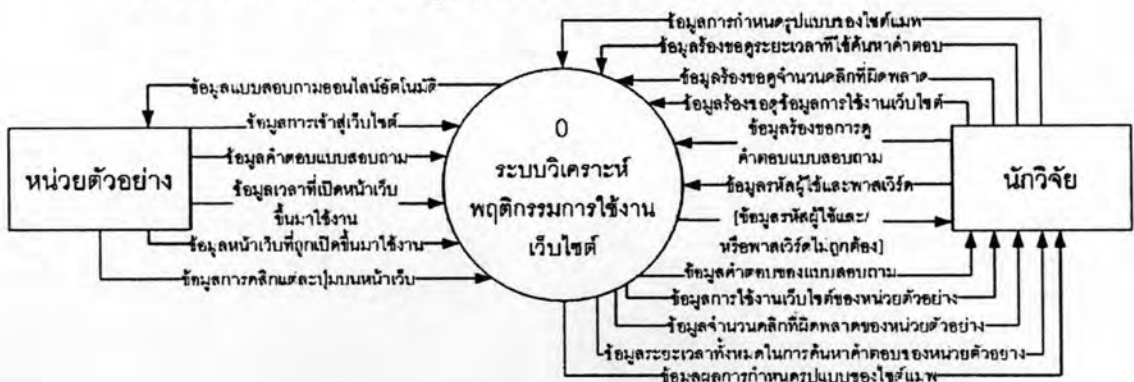 ข้อมูลการกำหนดรูปแบบของไซต์แมพ
ข้อมูลร้องขอดูระยะเวลาที่ใช้ค้นหาคำตอบ
ข้อมูลร้องขอดูจำนวนคลิกที่ผิดพลาด
ข้อมูลร้องขอดูข้อมูลการใช้งานเว็บไซต์
ข้อมูลร้องขอการดู
คำตอบแบบสอบถาม
ข้อมูลรหัสผู้ใช้และพาสเวิร์ด
[ข้อมูลรหัสผู้ใช้และ/
หรือพาสเวิร์ดไม่ถูกต้อง]
ข้อมูลคำตอบของแบบสอบถาม
ข้อมูลการใช้งานเว็บไซต์ของหน่วยตัวอย่าง
ข้อมูลจำนวนคลิกที่ผิดพลาดของหน่วยตัวอย่าง
ข้อมูลระยะเวลาทั้งหมดในการค้นหาคำตอบของหน่วยตัวอย่าง
ข้อมูลผลการกำหนดรูปแบบของไซต์แมพ
ข้อมูลแบบสอบถามออนไลน์อัตโนมัติ
ข้อมูลการเข้าสู่เว็บไซต์
ข้อมูลคำตอบแบบสอบถาม
ข้อมูลเวลาที่เปิดหน้าเว็บ
ขึ้นมาใช้งาน
ข้อมูลหน้าเว็บที่ถูกเปิดขึ้นมาใช้งาน
ข้อมูลการคลิกแต่ละปุ่มบนหน้าเว็บ
หน่วยตัวอย่าง
0
ระบบวิเคราะห์
พฤติกรรมการใช้งาน
เว็บไซต์
นักวิจัย